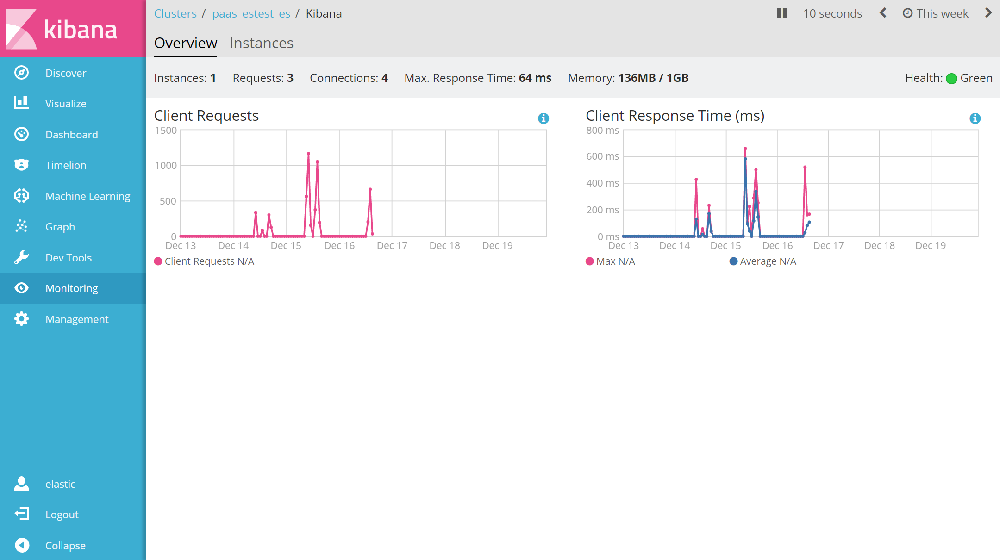 kibana
Discover
Visualize
Dashboard
Timelion
Machine Learning
Graph
Dev Tools
Monitoring
Management
elastic
Logout
Collapse
Clusters / paas_estest_es / Kibana
10 seconds This week
Overview Instances
Instances: 1 Requests: 3 Connections: 4 Max. Response Time: 64 ms Memory: 136MB / 1GB Health: Green
Client Requests
1500
1000
500
0
Dec 13 Dec 14 Dec 15 Dec 16 Dec 17 Dec 18 Dec 19
Client Requests N/A
Client Response Time (ms)
800 ms
600 ms
400 ms
200 ms
0 ms
Dec 13 Dec 14 Dec 15 Dec 16 Dec 17 Dec 18 Dec 19
Max N/A Average N/A